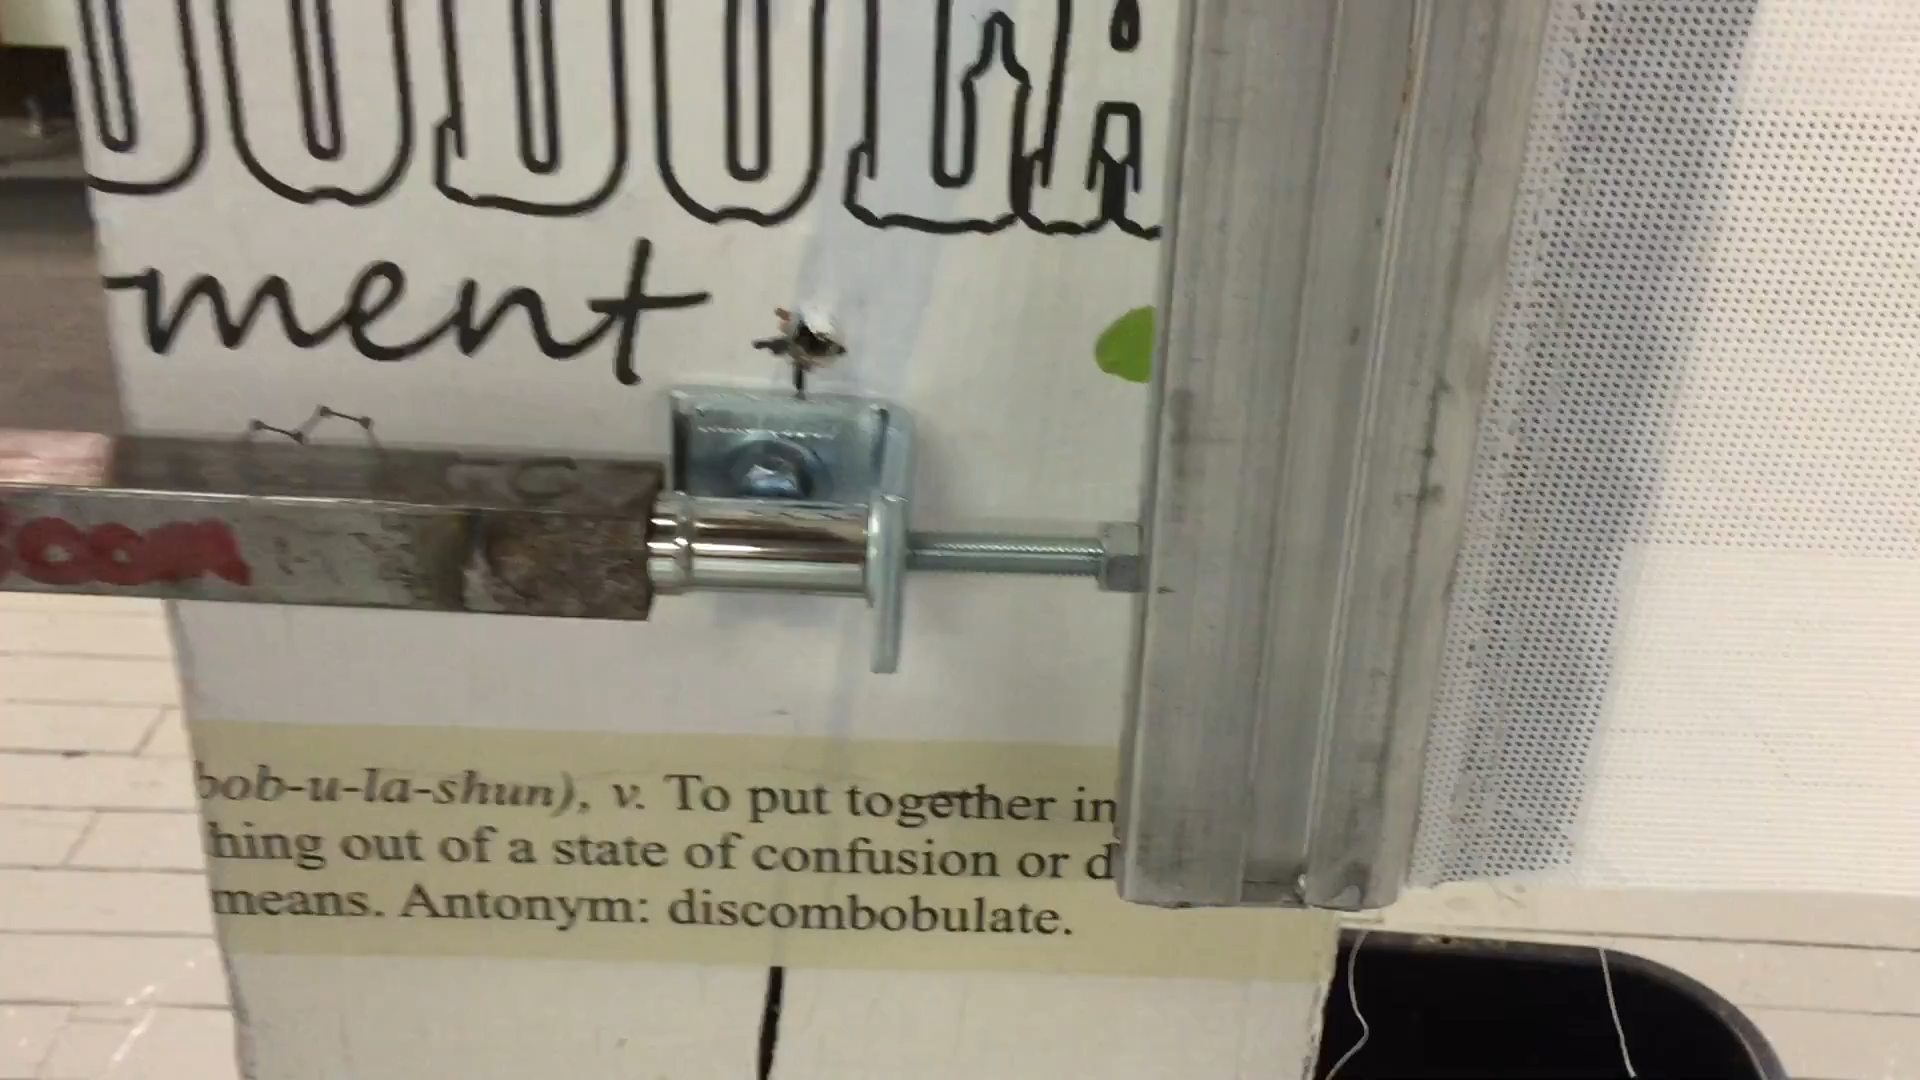 ment
bob-u-la-shun), v. To put together in
hing out of a state of confusion or d
means. Antonym: discombobulate.